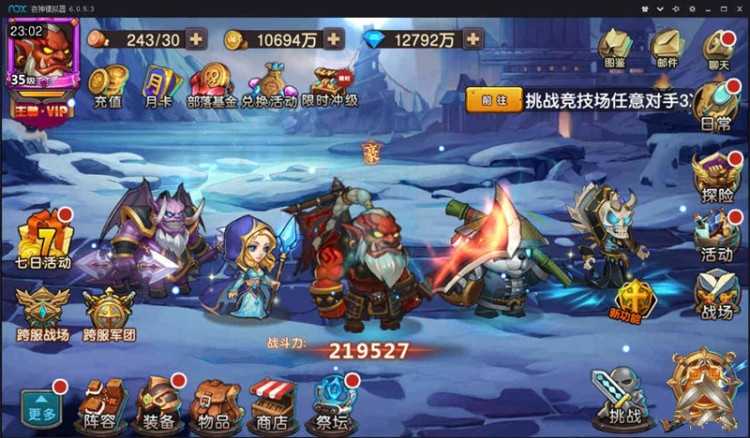 nox 夜神模拟器 6.0.5.3
23:02
243/30
10694万
12792万
图鉴
邮件
聊天
35级
王者·VIP
充值
月卡
部落基金
兑换活动
限时冲级
前往
挑战竞技场任意对手3
日常
豪
探险
7
七日活动
活动
跨服战场
跨服军团
新功能
战场
战斗力:
219527
更多
阵容
装备
物品
商店
祭坛
挑战